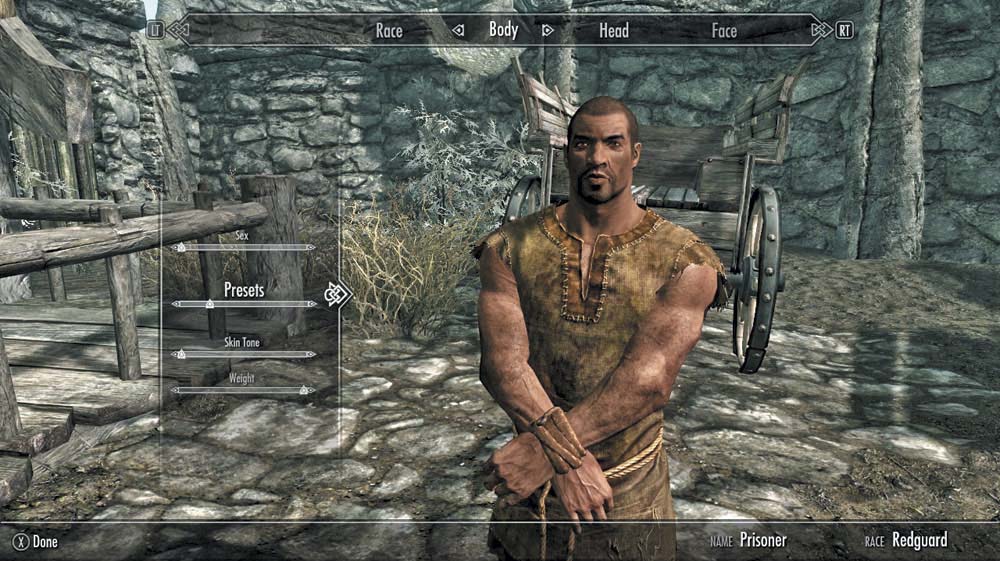 LT Race Body Head Face RT
Sex
Presets
Skin Tone
Weight
X Done
NAME Prisoner RACE Redguard